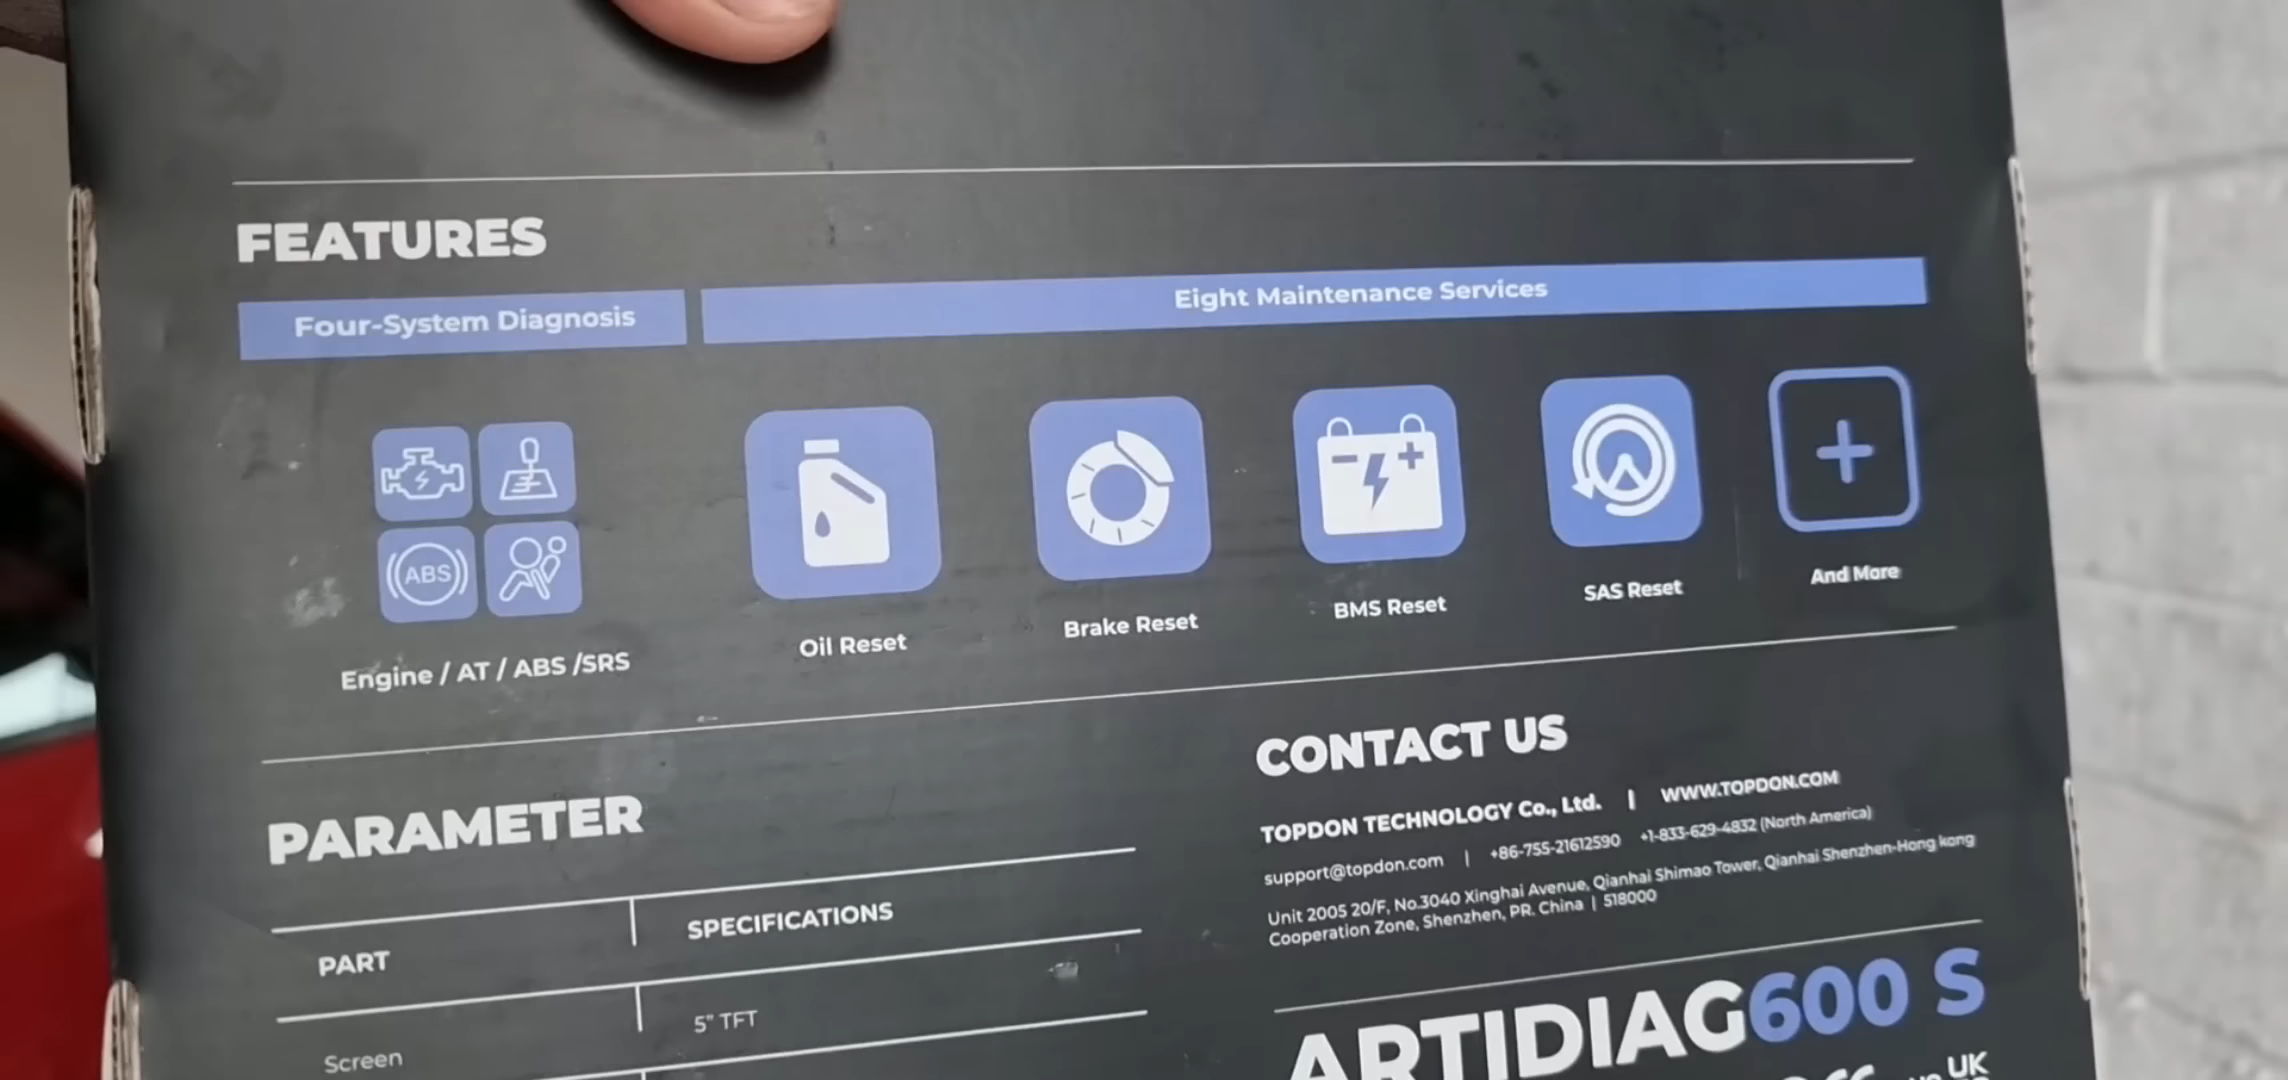 FEATURES
Four-System Diagnosis
Eight Maintenance Services
ABS
Engine / AT / ABS /SRS
Oil Reset
Brake Reset
BMS Reset
SAS Reset
And More
PARAMETER
PART
SPECIFICATIONS
Screen
5" TFT
CONTACT US
TOPDON TECHNOLOGY Co., Ltd. | WWW.TOPDON.COM
support@topdon.com | +86-755-21612590 +1-833-629-4832 (North America)
Unit 2005 20/F, No.3040 Xinghai Avenue, Qianhai Shimao Tower, Qianhai Shenzhen-Hong kong
Cooperation Zone, Shenzhen, PR. China | 518000
ARTIDIAG600 S
UK